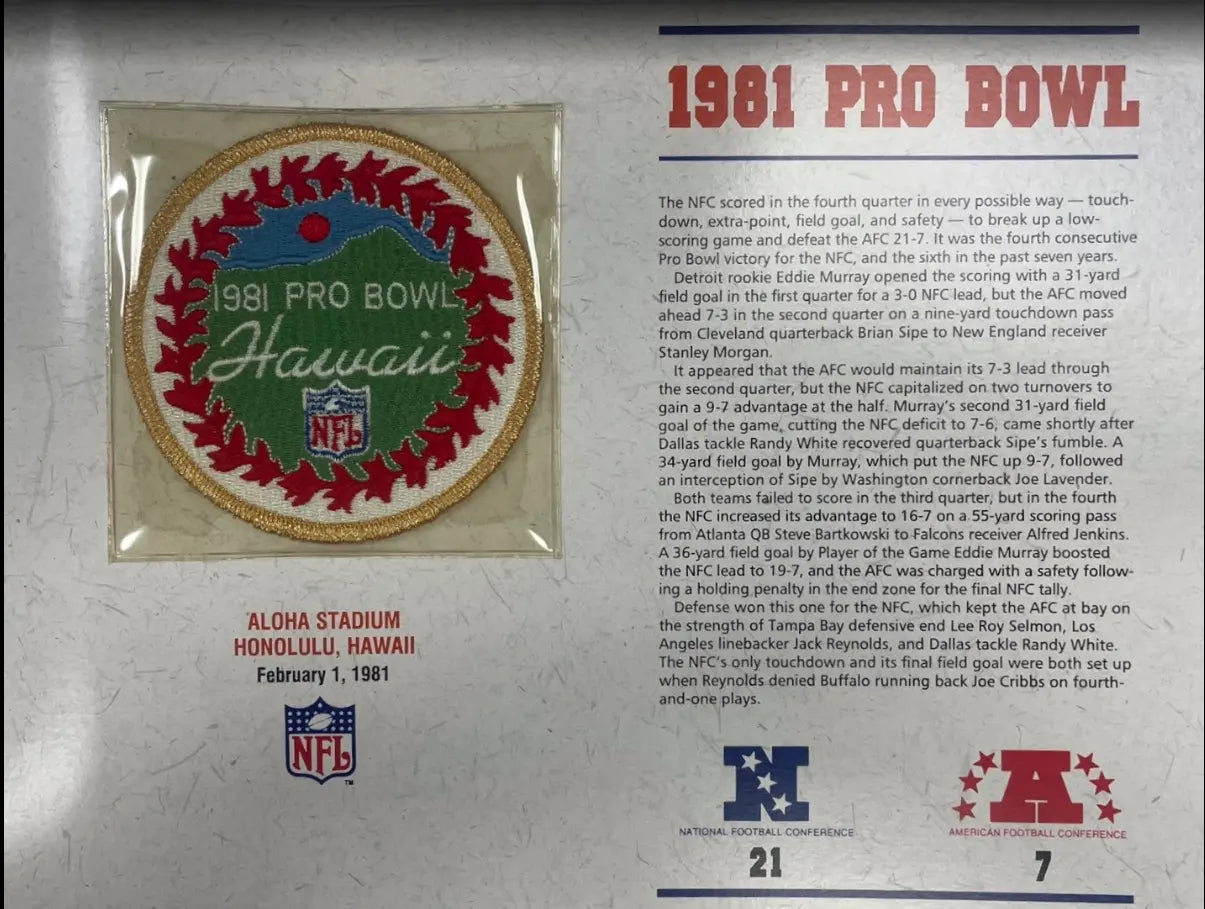 1981 PRO BOWL
Hawaii
NFL
ALOHA STADIUM
HONOLULU, HAWAII
February 1, 1981
NFL
TM
1981 PRO BOWL
The NFC scored in the fourth quarter in every possible way — touch-
down, extra-point, field goal, and safety — to break up a low-
scoring game and defeat the AFC 21-7. It was the fourth consecutive
Pro Bowl victory for the NFC, and the sixth in the past seven years.
Detroit rookie Eddie Murray opened the scoring with a 31-yard
field goal in the first quarter for a 3-0 NFC lead, but the AFC moved
ahead 7-3 in the second quarter on a nine-yard touchdown pass
from Cleveland quarterback Brian Sipe to New England receiver
Stanley Morgan.
It appeared that the AFC would maintain its 7-3 lead through
the second quarter, but the NFC capitalized on two turnovers to
gain a 9-7 advantage at the half. Murray's second 31-yard field
goal of the game, cutting the NFC deficit to 7-6, came shortly after
Dallas tackle Randy White recovered quarterback Sipe's fumble. A
34-yard field goal by Murray, which put the NFC up 9-7, followed
an interception of Sipe by Washington cornerback Joe Lavender.
Both teams failed to score in the third quarter, but in the fourth
the NFC increased its advantage to 16-7 on a 55-yard scoring pass
from Atlanta QB Steve Bartkowski to Falcons receiver Alfred Jenkins.
A 36-yard field goal by Player of the Game Eddie Murray boosted
the NFC lead to 19-7, and the AFC was charged with a safety follow-
ing a holding penalty in the end zone for the final NFC tally.
Defense won this one for the NFC, which kept the AFC at bay on
the strength of Tampa Bay defensive end Lee Roy Selmon, Los
Angeles linebacker Jack Reynolds, and Dallas tackle Randy White.
The NFC's only touchdown and its final field goal were both set up
when Reynolds denied Buffalo running back Joe Cribbs on fourth-
and-one plays.
N
NATIONAL FOOTBALL CONFERENCE
21
A
AMERICAN FOOTBALL CONFERENCE
7